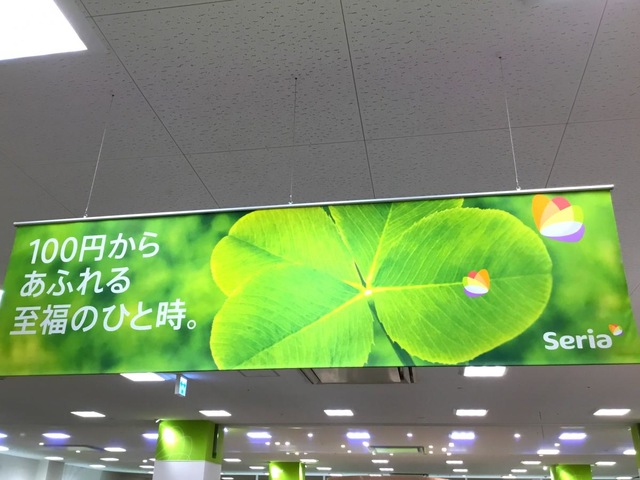 100円から
あふれる
至福のひと時。
Seria